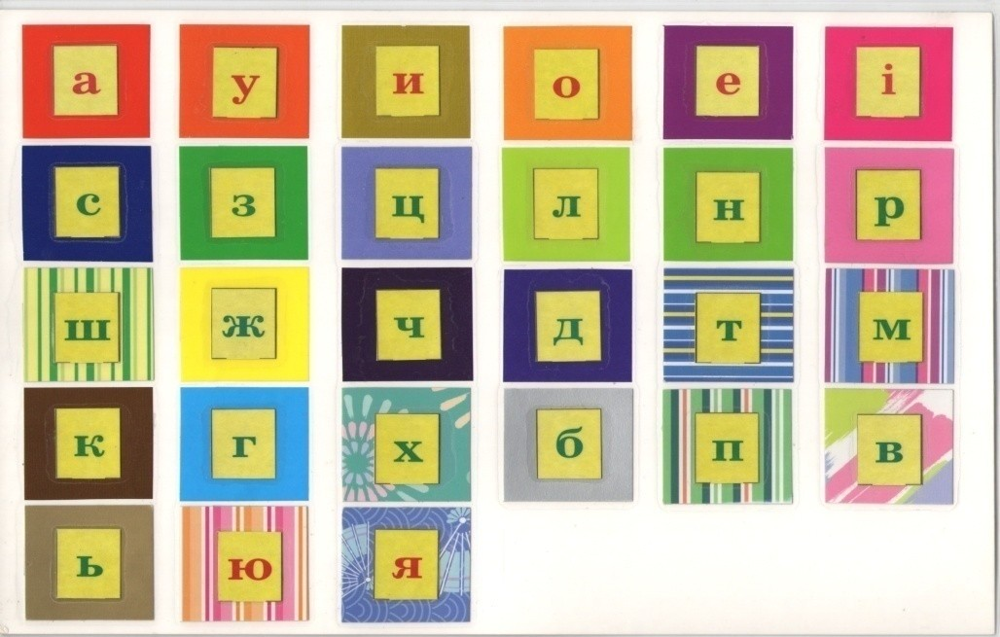 а у и о е і
с з ц л н р
ш ж ч д т м
к г х б п в
ь ю я